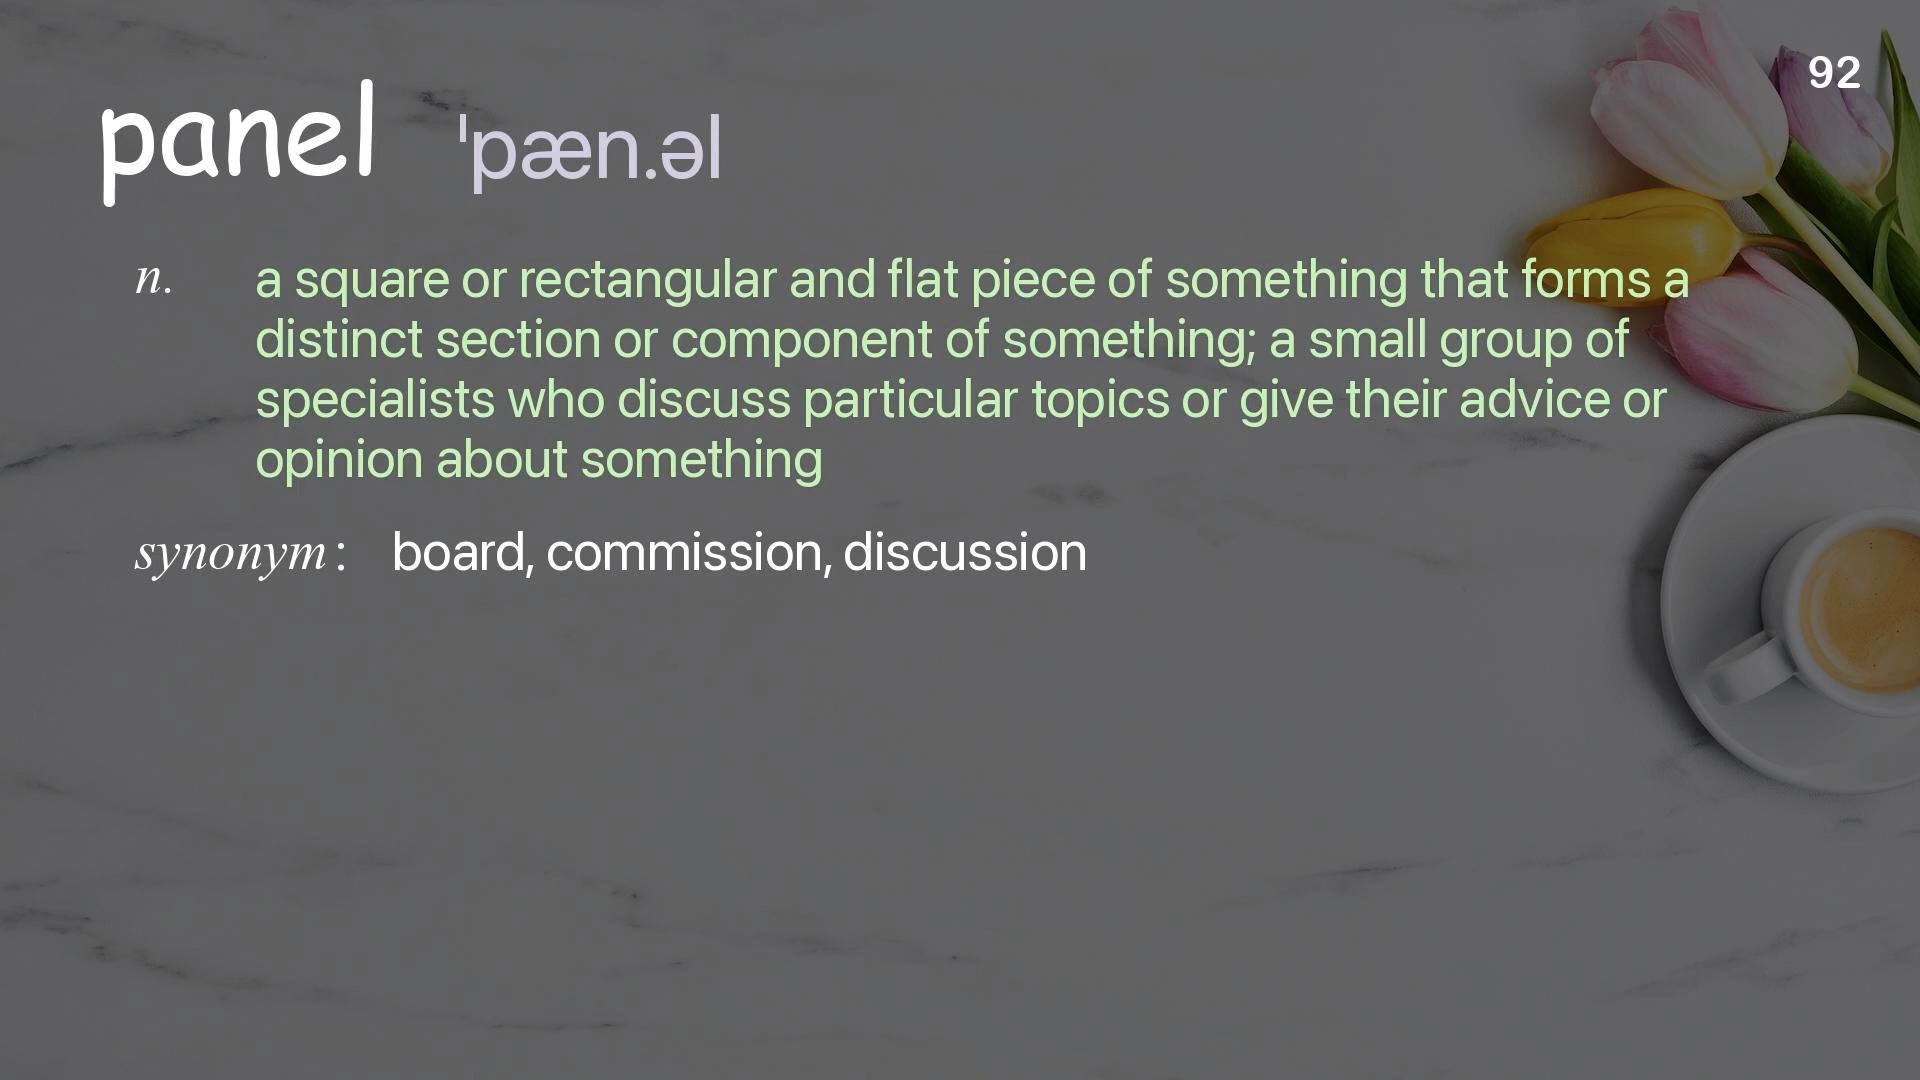 92
panel ˈpæn.əl
n. a square or rectangular and flat piece of something that forms a
distinct section or component of something; a small group of
specialists who discuss particular topics or give their advice or
opinion about something
synonym: board, commission, discussion